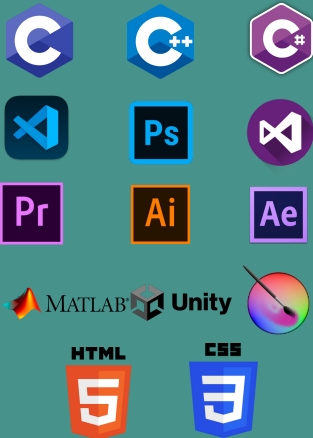 C C++ C#
Ps
Pr Ai Ae
MATLAB® Unity
HTML CSS
5 3